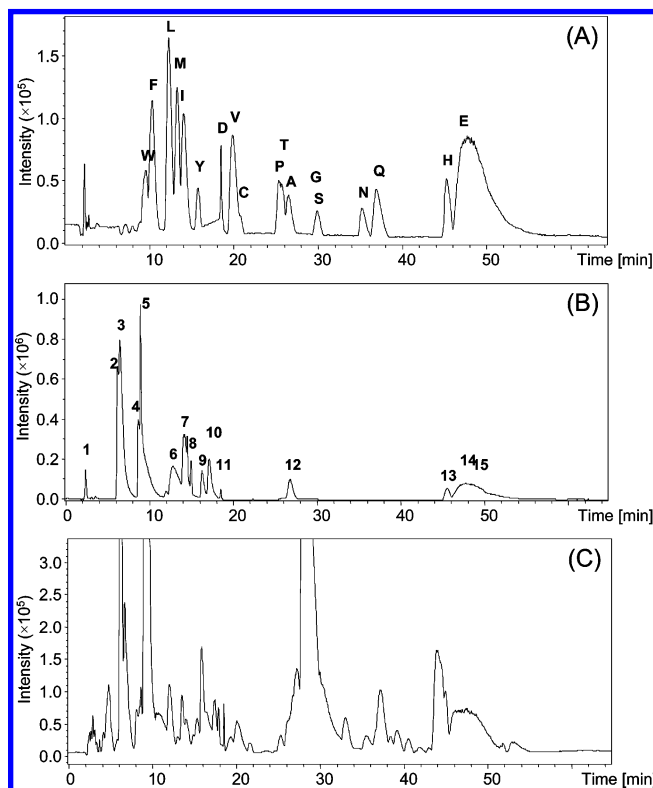 (A)
Intensity (×10⁵)
1.5
1.0
0.5
0.0
W F L M I Y D V C P T A G S N Q H E
10 20 30 40 50 Time [min]
(B)
Intensity (×10⁶)
1.0
0.8
0.6
0.4
0.2
0.0
1 2 3 4 5 6 7 8 9 10 11 12 13 14 15
0 10 20 30 40 50 Time [min]
(C)
Intensity (×10⁵)
3.0
2.5
2.0
1.5
1.0
0.5
0.0
0 10 20 30 40 50 60 Time [min]